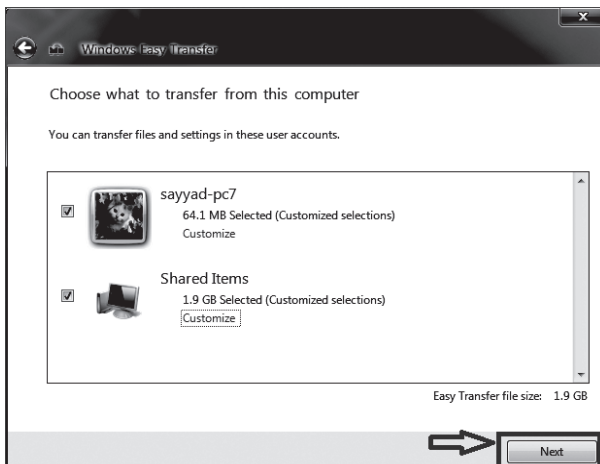 Windows Easy Transfer
Choose what to transfer from this computer
You can transfer files and settings in these user accounts.
sayyad-pc7
64.1 MB Selected (Customized selections)
Customize
Shared Items
1.9 GB Selected (Customized selections)
Customize
Easy Transfer file size: 1.9 GB
Next